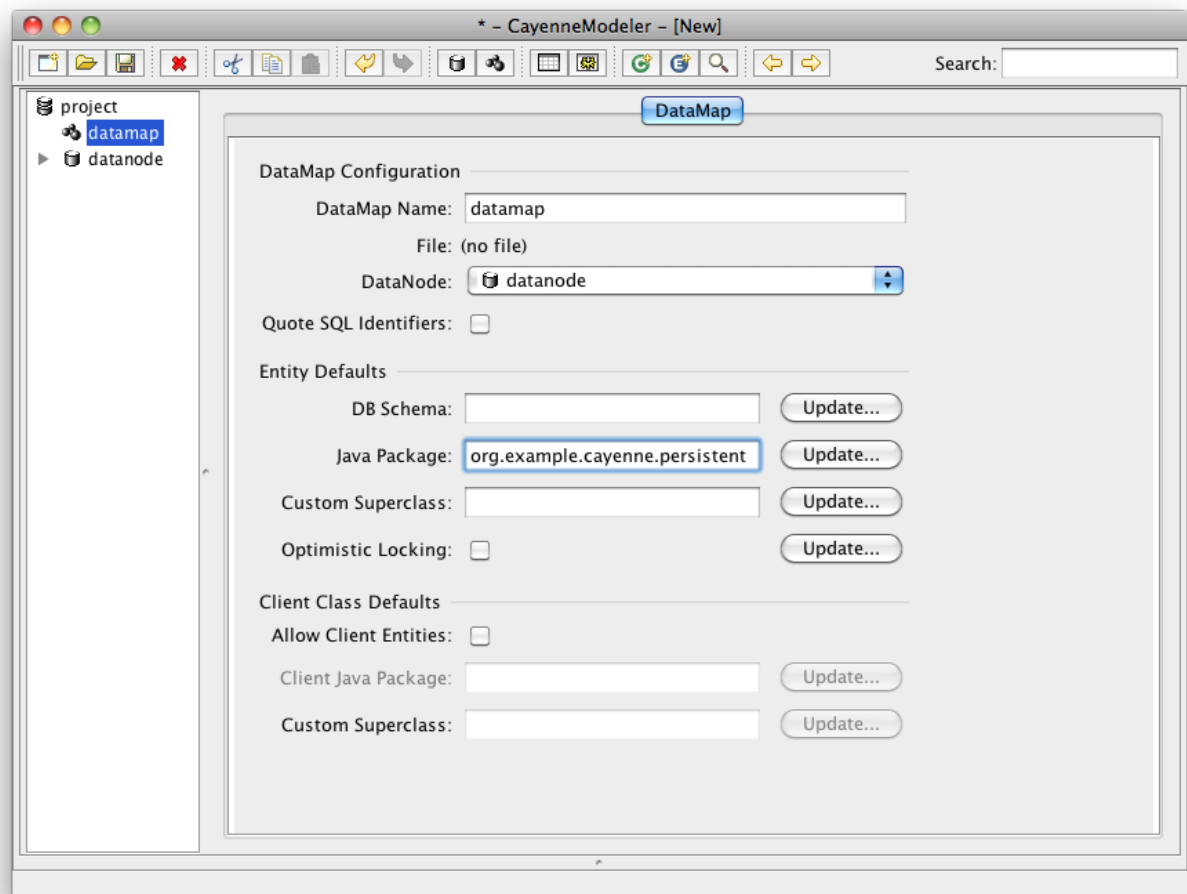 * – CayenneModeler – [New]
Search:
project
datamap
datanode
DataMap
DataMap Configuration
DataMap Name: datamap
File: (no file)
DataNode: datanode
Quote SQL Identifiers:
Entity Defaults
DB Schema: Update...
Java Package: org.example.cayenne.persistent Update...
Custom Superclass: Update...
Optimistic Locking: Update...
Client Class Defaults
Allow Client Entities:
Client Java Package: Update...
Custom Superclass: Update...